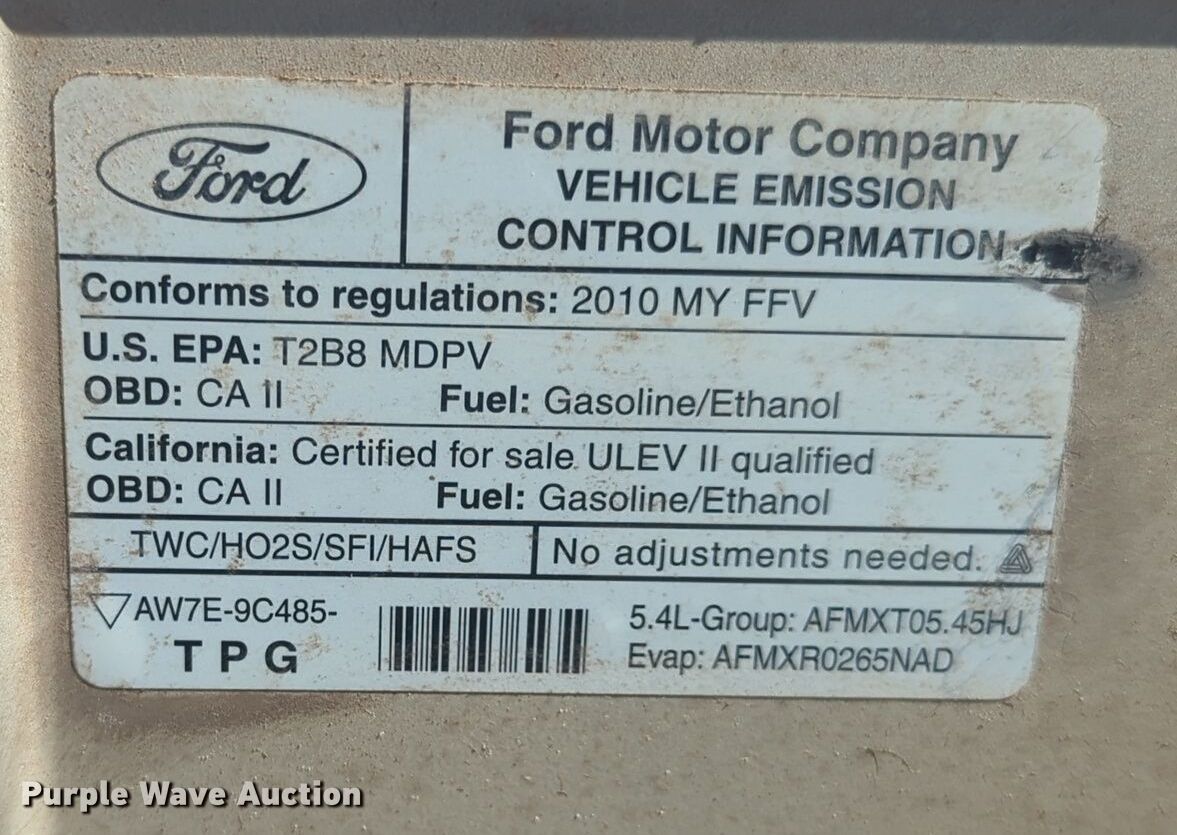 Ford
Ford Motor Company
VEHICLE EMISSION
CONTROL INFORMATION
Conforms to regulations: 2010 MY FFV
U.S. EPA: T2B8 MDPV
OBD: CA II Fuel: Gasoline/Ethanol
California: Certified for sale ULEV II qualified
OBD: CA II Fuel: Gasoline/Ethanol
TWC/HO2S/SFI/HAFS
No adjustments needed.
AW7E-9C485-
T P G
5.4L-Group: AFMXT05.45HJ
Evap: AFMXR0265NAD
Purple Wave Auction